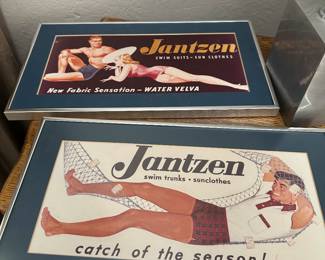 Jantzen
SWIM SUITS - SUN CLOTHES
New Fabric Sensation - WATER VELVA
Jantzen
swim trunks · sunclothes
catch of the season!